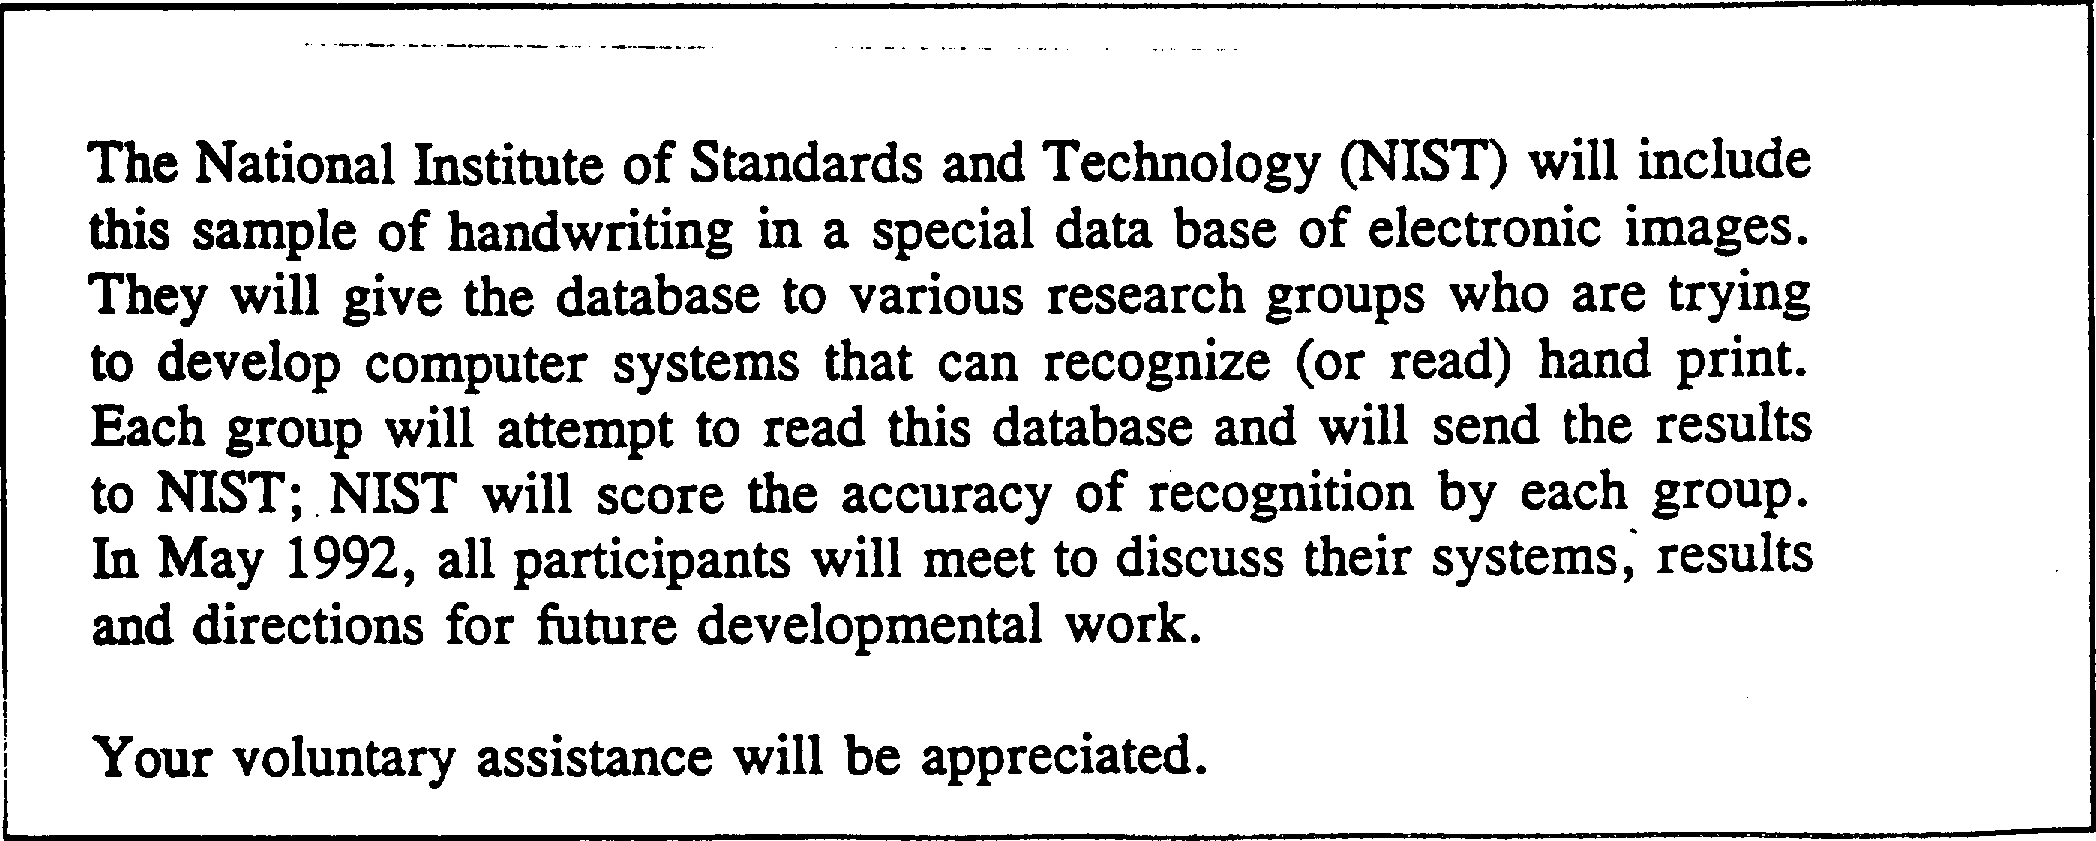 The National Institute of Standards and Technology (NIST) will include
this sample of handwriting in a special data base of electronic images.
They will give the database to various research groups who are trying
to develop computer systems that can recognize (or read) hand print.
Each group will attempt to read this database and will send the results
to NIST; NIST will score the accuracy of recognition by each group.
In May 1992, all participants will meet to discuss their systems, results
and directions for future developmental work.
Your voluntary assistance will be appreciated.